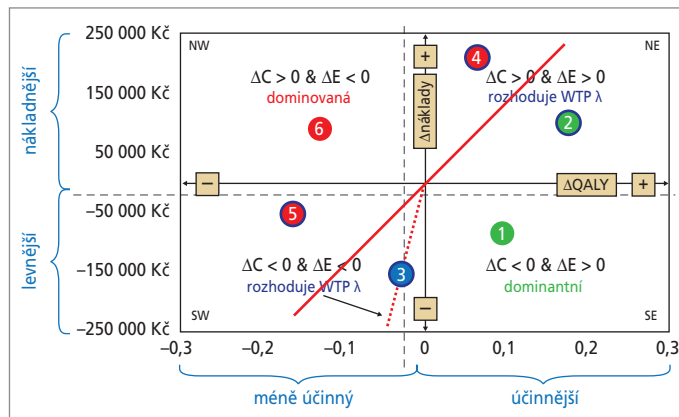 250 000 Kč
150 000 Kč
50 000 Kč
−50 000 Kč
−150 000 Kč
−250 000 Kč
nákladnější
levnější
NW
NE
ΔC > 0 & ΔE < 0
dominovaná
6
+
Δnáklady
4
ΔC > 0 & ΔE > 0
rozhoduje WTP λ
2
−
ΔQALY
+
5
1
ΔC < 0 & ΔE < 0
rozhoduje WTP λ
3
ΔC < 0 & ΔE > 0
dominantní
−
SW
SE
−0,3
−0,2
−0,1
0
0,1
0,2
0,3
méně účinný
účinnější